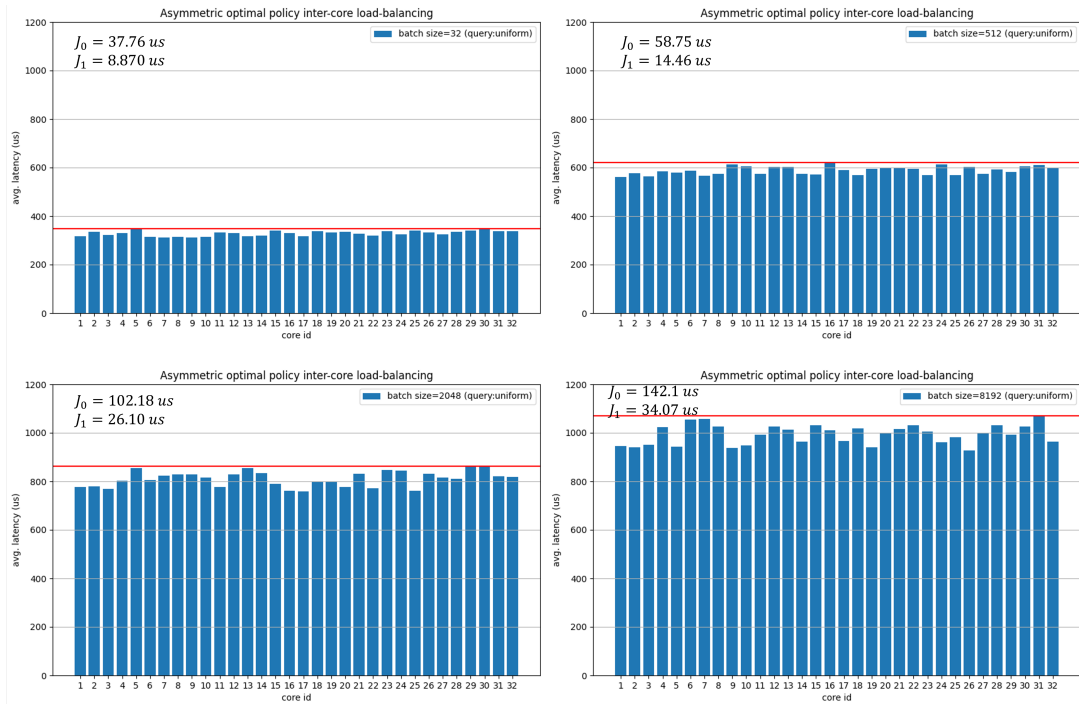 Asymmetric optimal policy inter-core load-balancing
1200
1000
800
600
400
200
0
avg. latency (us)
J₀ = 37.76 us
J₁ = 8.870 us
batch size=32 (query:uniform)
1 2 3 4 5 6 7 8 9 10 11 12 13 14 15 16 17 18 19 20 21 22 23 24 25 26 27 28 29 30 31 32
core id
Asymmetric optimal policy inter-core load-balancing
1200
1000
800
600
400
200
0
avg. latency (us)
J₀ = 58.75 us
J₁ = 14.46 us
batch size=512 (query:uniform)
1 2 3 4 5 6 7 8 9 10 11 12 13 14 15 16 17 18 19 20 21 22 23 24 25 26 27 28 29 30 31 32
core id
Asymmetric optimal policy inter-core load-balancing
1200
1000
800
600
400
200
0
avg. latency (us)
J₀ = 102.18 us
J₁ = 26.10 us
batch size=2048 (query:uniform)
1 2 3 4 5 6 7 8 9 10 11 12 13 14 15 16 17 18 19 20 21 22 23 24 25 26 27 28 29 30 31 32
core id
Asymmetric optimal policy inter-core load-balancing
1200
1000
800
600
400
200
0
avg. latency (us)
J₀ = 142.1 us
J₁ = 34.07 us
batch size=8192 (query:uniform)
1 2 3 4 5 6 7 8 9 10 11 12 13 14 15 16 17 18 19 20 21 22 23 24 25 26 27 28 29 30 31 32
core id